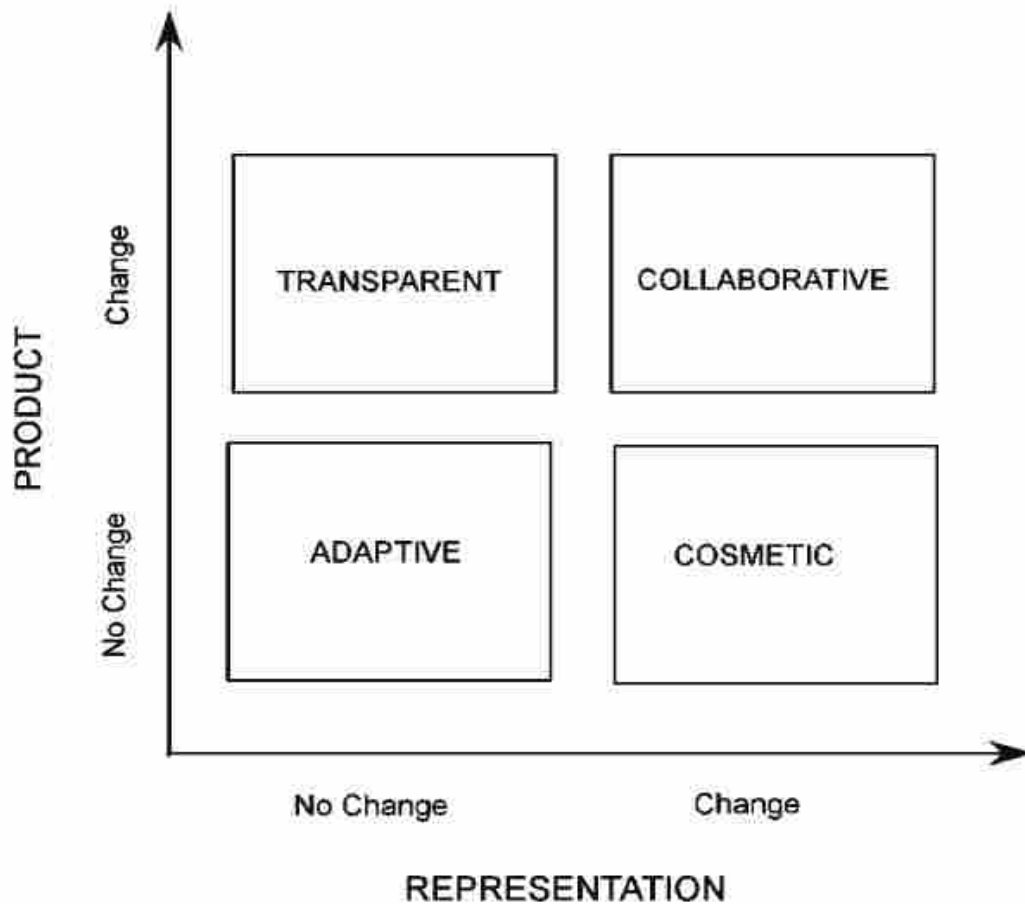 PRODUCT
Change
No Change
TRANSPARENT
COLLABORATIVE
ADAPTIVE
COSMETIC
No Change
Change
REPRESENTATION